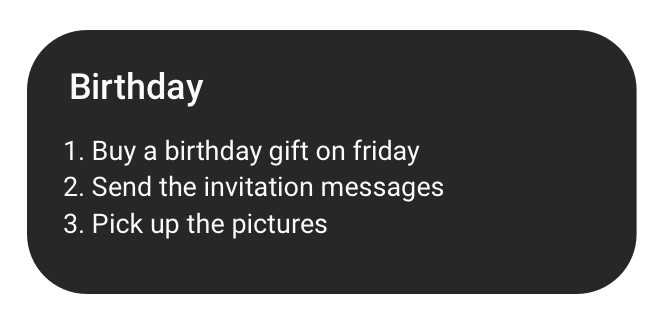 Birthday
1. Buy a birthday gift on friday
2. Send the invitation messages
3. Pick up the pictures